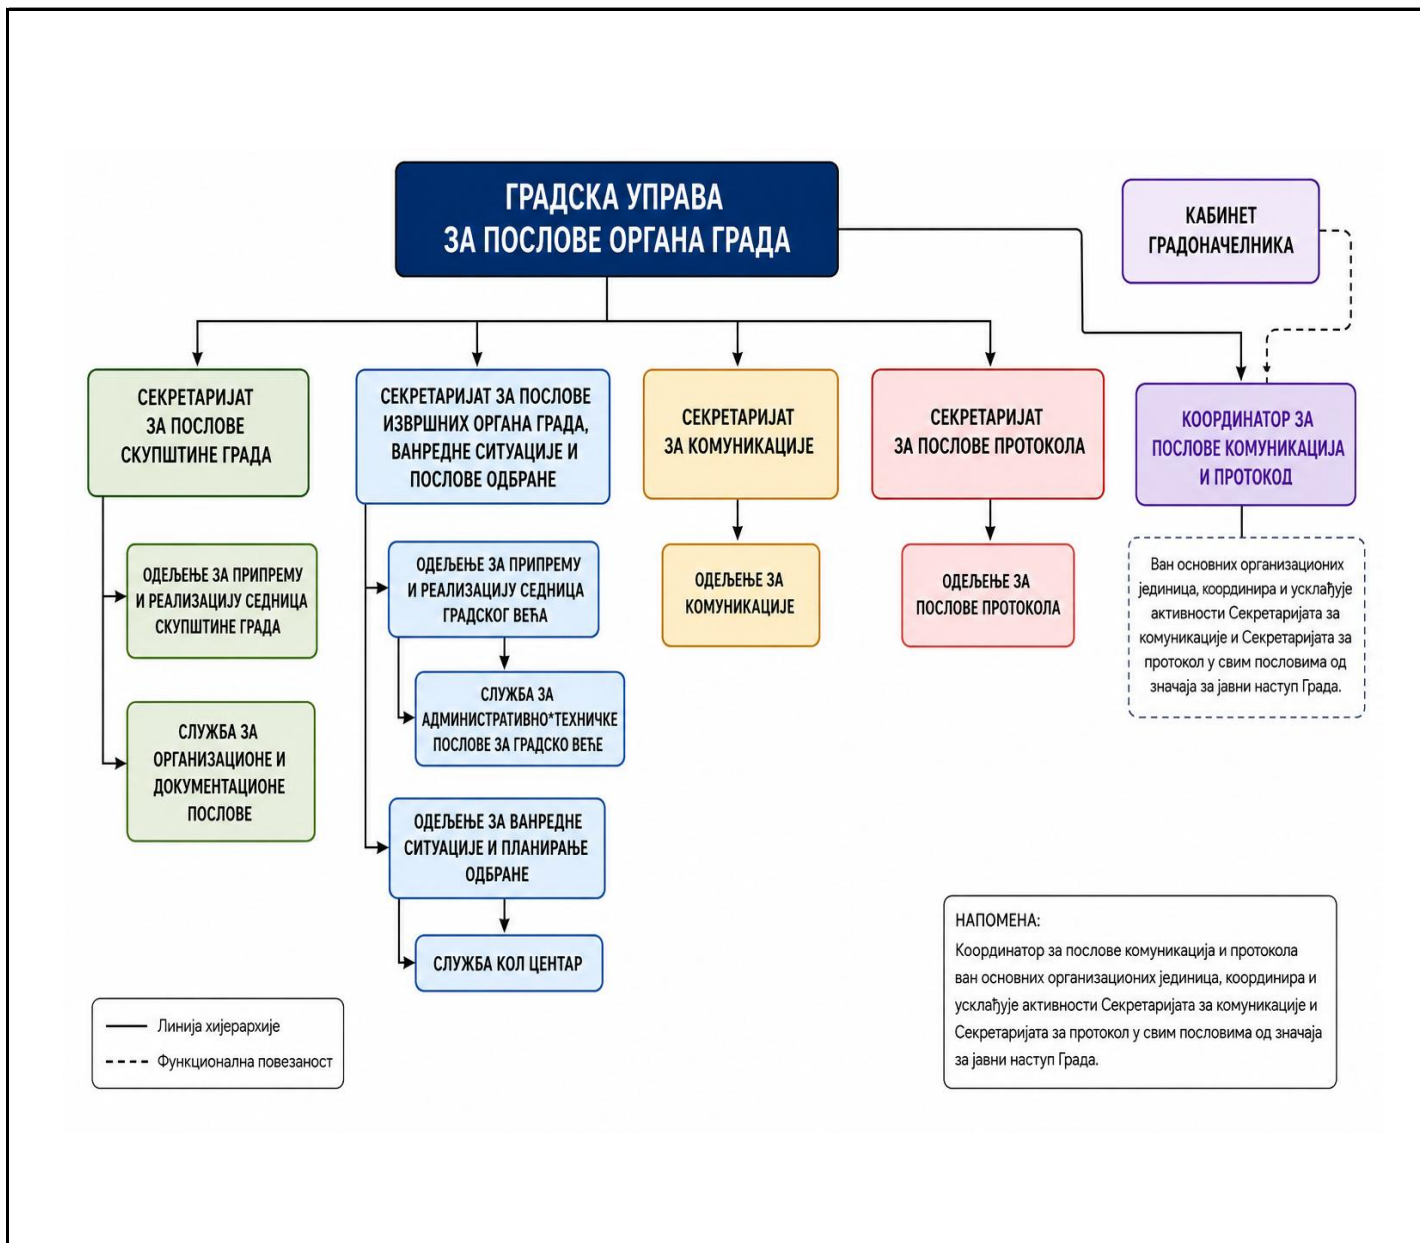 ГРАДСКА УПРАВА
ЗА ПОСЛОВЕ ОРГАНА ГРАДА
КАБИНЕТ
ГРАДОНАЧЕЛНИКА
СЕКРЕТАРИЈАТ
ЗА ПОСЛОВЕ
СКУПШТИНЕ ГРАДА
СЕКРЕТАРИЈАТ ЗА ПОСЛОВЕ
ИЗВРШНИХ ОРГАНА ГРАДА,
ВАНРЕДНЕ СИТУАЦИЈЕ И
ПОСЛОВЕ ОДБРАНЕ
СЕКРЕТАРИЈАТ
ЗА КОМУНИКАЦИЈЕ
СЕКРЕТАРИЈАТ
ЗА ПОСЛОВЕ ПРОТОКОЛА
КООРДИНАТОР ЗА
ПОСЛОВЕ КОМУНИКАЦИЈА
И ПРОТОКОД
ОДЕЉЕЊЕ ЗА ПРИПРЕМУ
И РЕАЛИЗАЦИЈУ СЕДНИЦА
СКУПШТИНЕ ГРАДА
СЛУЖБА ЗА
ОРГАНИЗАЦИОНЕ И
ДОКУМЕНТАЦИОНЕ
ПОСЛОВЕ
ОДЕЉЕЊЕ ЗА ПРИПРЕМУ
И РЕАЛИЗАЦИЈУ СЕДНИЦА
ГРАДСКОГ ВЕЋА
СЛУЖБА ЗА
АДМИНИСТРАТИВНО*ТЕХНИЧКЕ
ПОСЛОВЕ ЗА ГРАДСКО ВЕЋЕ
ОДЕЉЕЊЕ ЗА ВАНРЕДНЕ
СИТУАЦИЈЕ И ПЛАНИРАЊЕ
ОДБРАНЕ
СЛУЖБА КОЛ ЦЕНТАР
ОДЕЉЕЊЕ ЗА
КОМУНИКАЦИЈЕ
ОДЕЉЕЊЕ ЗА
ПОСЛОВЕ ПРОТОКОЛА
Ван основних организационих
јединица, координира и усклађује
активности Секретаријата за
комуникације и Секретаријата за
протокол у свим пословима од
значаја за јавни наступ Града.
Линија хијерархије
Функционална повезаност
НАПОМЕНА:
Координатор за послове комуникација и протокола
ван основних организационих јединица, координира и
усклађује активности Секретаријата за комуникације и
Секретаријата за протокол у свим пословима од значаја
за јавни наступ Града.